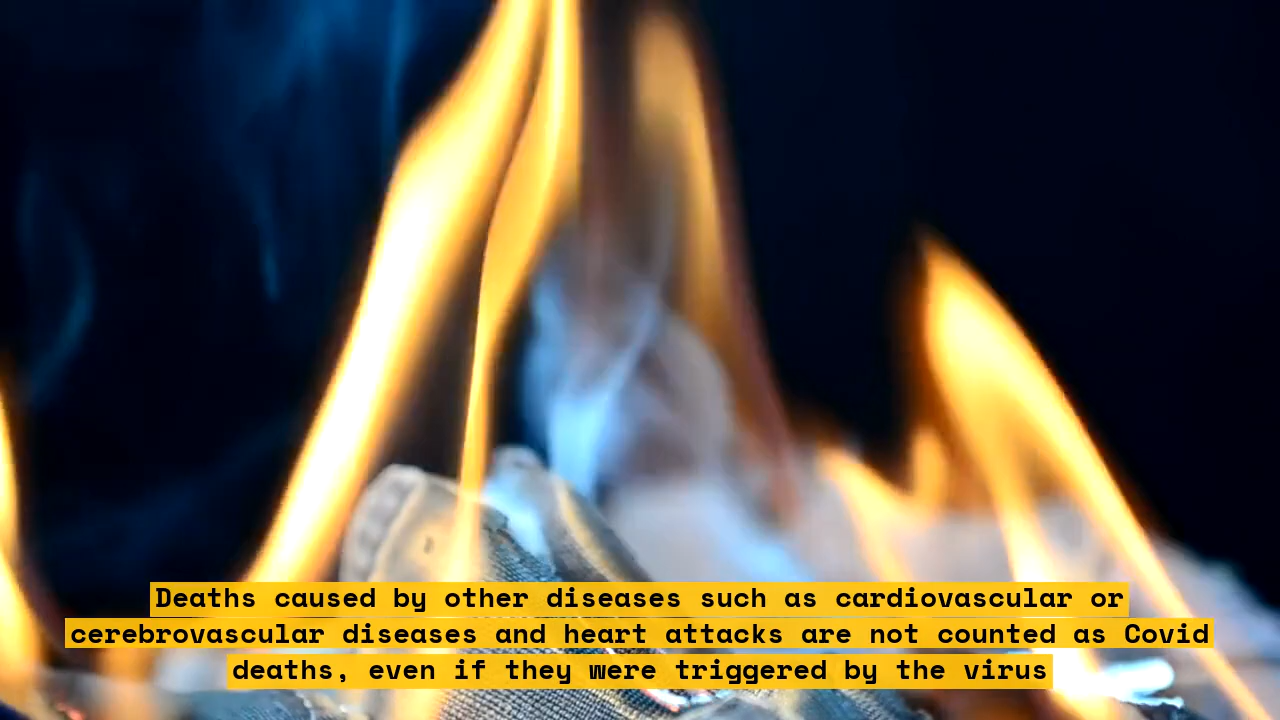 Deaths caused by other diseases such as cardiovascular or
cerebrovascular diseases and heart attacks are not counted as Covid
deaths, even if they were triggered by the virus